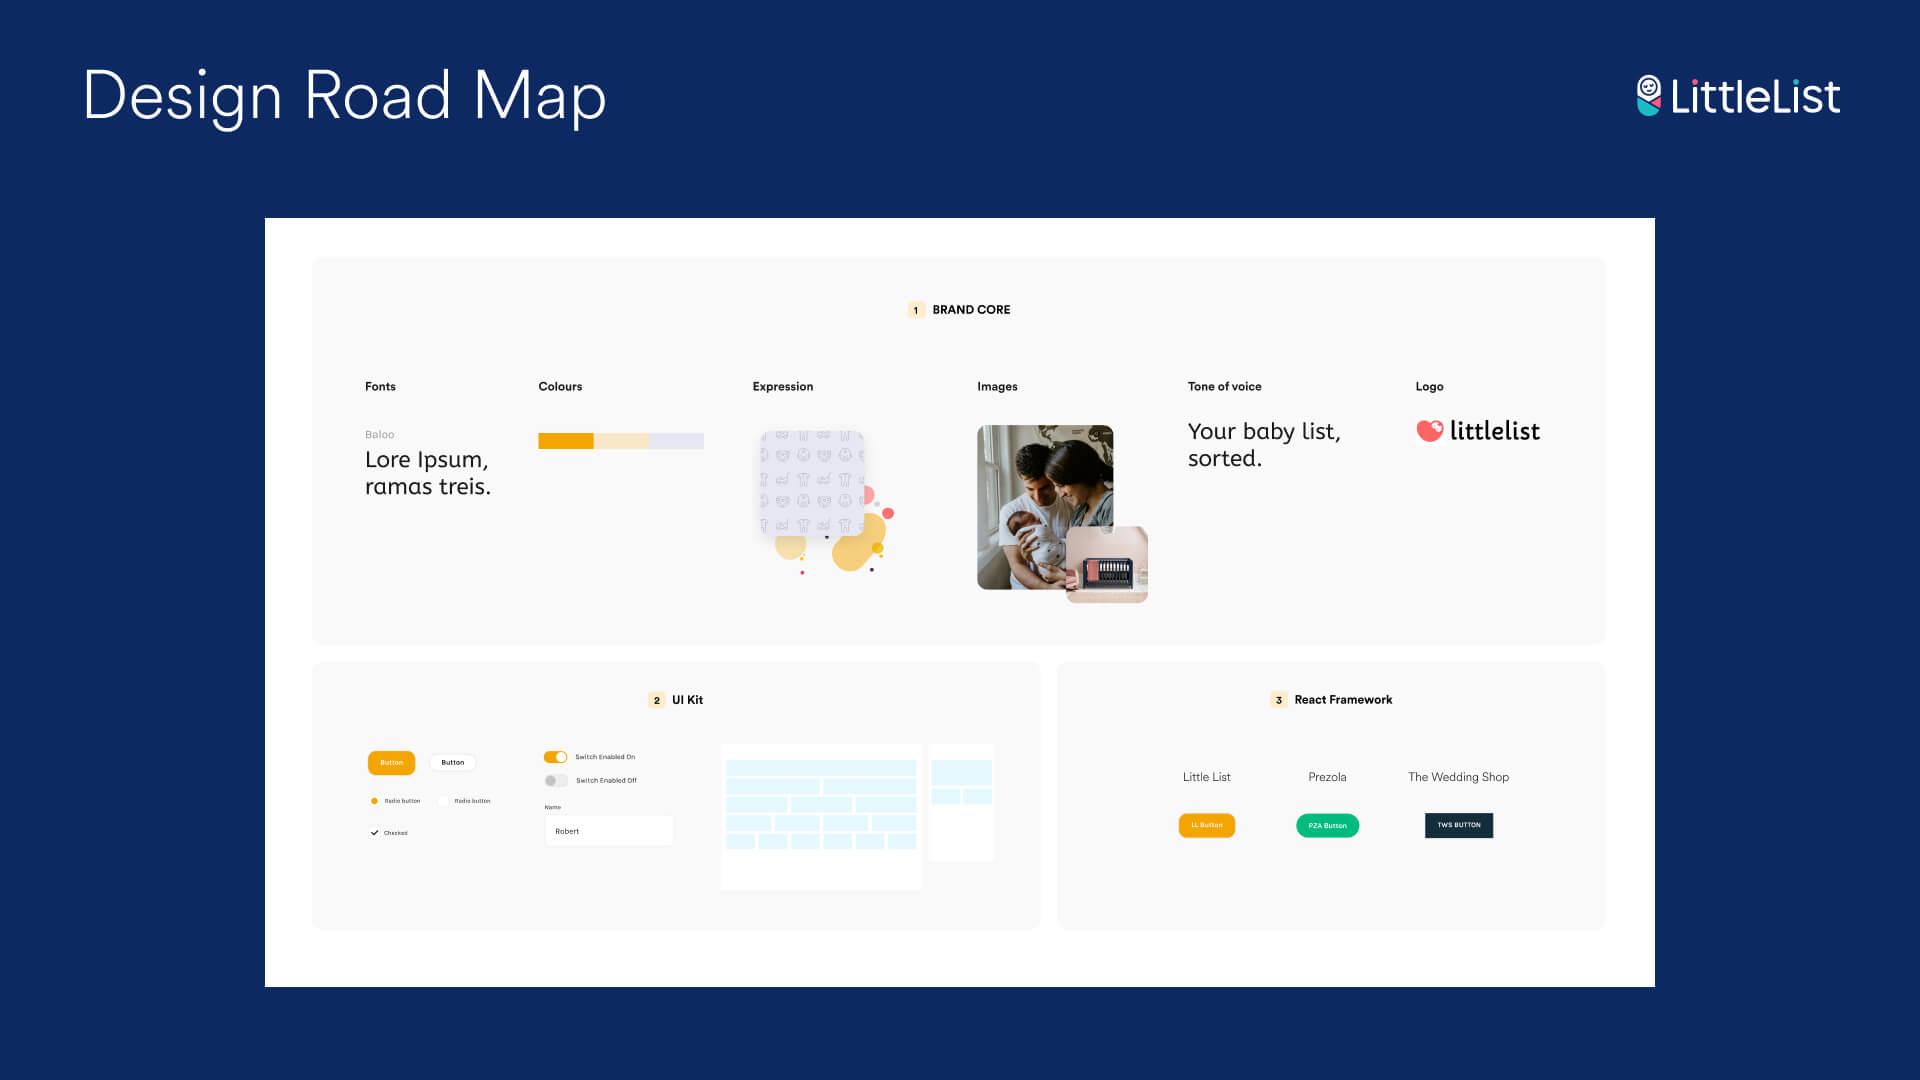 Design Road Map
LittleList
1 BRAND CORE
Fonts
Baloo
Lore Ipsum,
ramas treis.
Colours
Expression
Images
Tone of voice
Your baby list,
sorted.
Logo
littlelist
2 UI Kit
Button
Button
Radio button
Radio button
Checked
Switch Enabled On
Switch Enabled Off
Name
Robert
3 React Framework
Little List
LL Button
Prezola
PZA Button
The Wedding Shop
TWS BUTTON